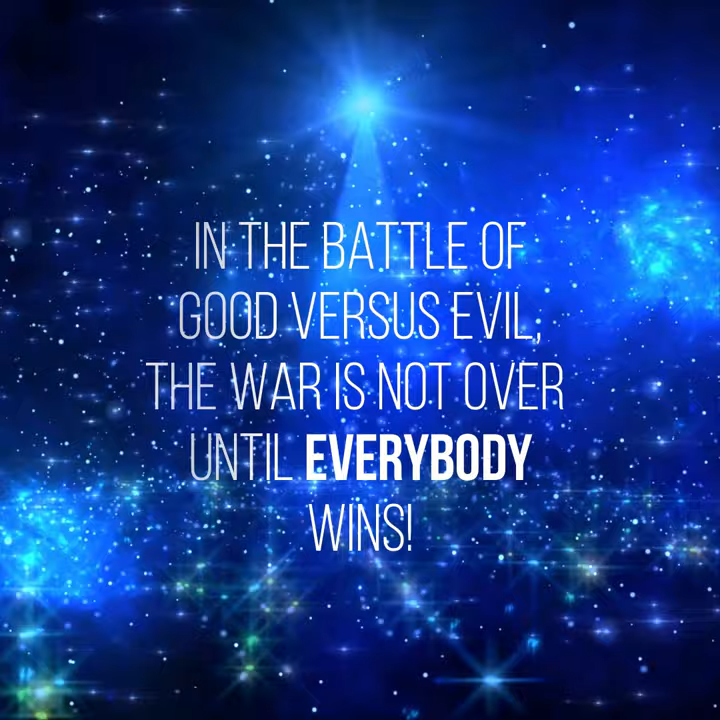 IN THE BATTLE OF
GOOD VERSUS EVIL,
THE WAR IS NOT OVER
UNTIL EVERYBODY
WINS!